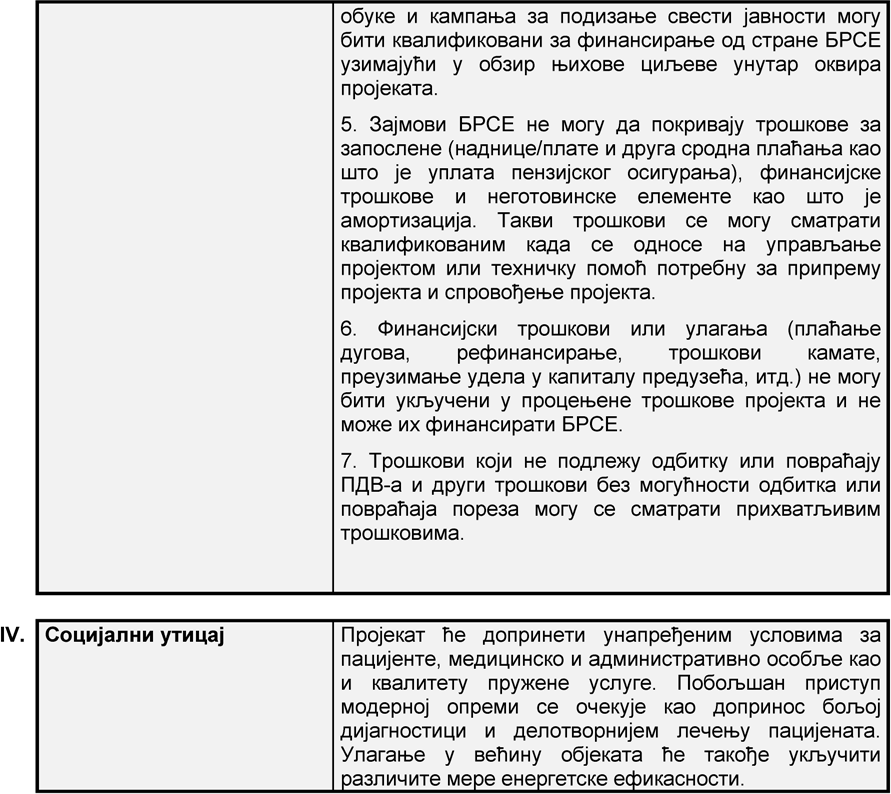 обуке и кампања за подизање свести јавности могу
бити квалификовани за финансирање од стране БРСЕ
узимајући у обзир њихове циљеве унутар оквира
пројеката.
5. Зајмови БРСЕ не могу да покривају трошкове за
запослене (наднице/плате и друга сродна плаћања као
што је уплата пензијског осигурања), финансијске
трошкове и неготовинске елементе као што је
амортизација. Такви трошкови се могу сматрати
квалификованим када се односе на управљање
пројектом или техничку помоћ потребну за припрему
пројекта и спровођење пројекта.
6. Финансијски трошкови или улагања (плаћање
дугова, рефинансирање, трошкови камате,
преузимање удела у капиталу предузећа, итд.) не могу
бити укључени у процењене трошкове пројекта и не
може их финансирати БРСЕ.
7. Трошкови који не подлежу одбитку или повраћају
ПДВ-а и други трошкови без могућности одбитка или
повраћаја пореза могу се сматрати прихватљивим
трошковима.
IV. Социјални утицај
Пројекат ће допринети унапређеним условима за
пацијенте, медицинско и административно особље као
и квалитету пружене услуге. Побољшан приступ
модерној опреми се очекује као допринос бољој
дијагностици и делотворнијем лечењу пацијената.
Улагање у већину објеката ће такође укључити
различите мере енергетске ефикасности.